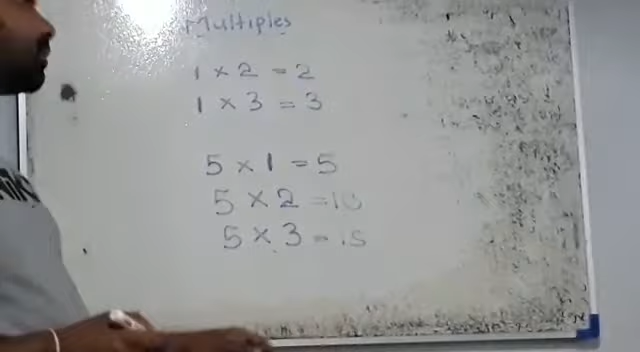 Multiples
1 × 2 = 2
1 × 3 = 3
5 × 1 = 5
5 × 2 = 10
5 × 3 = 15